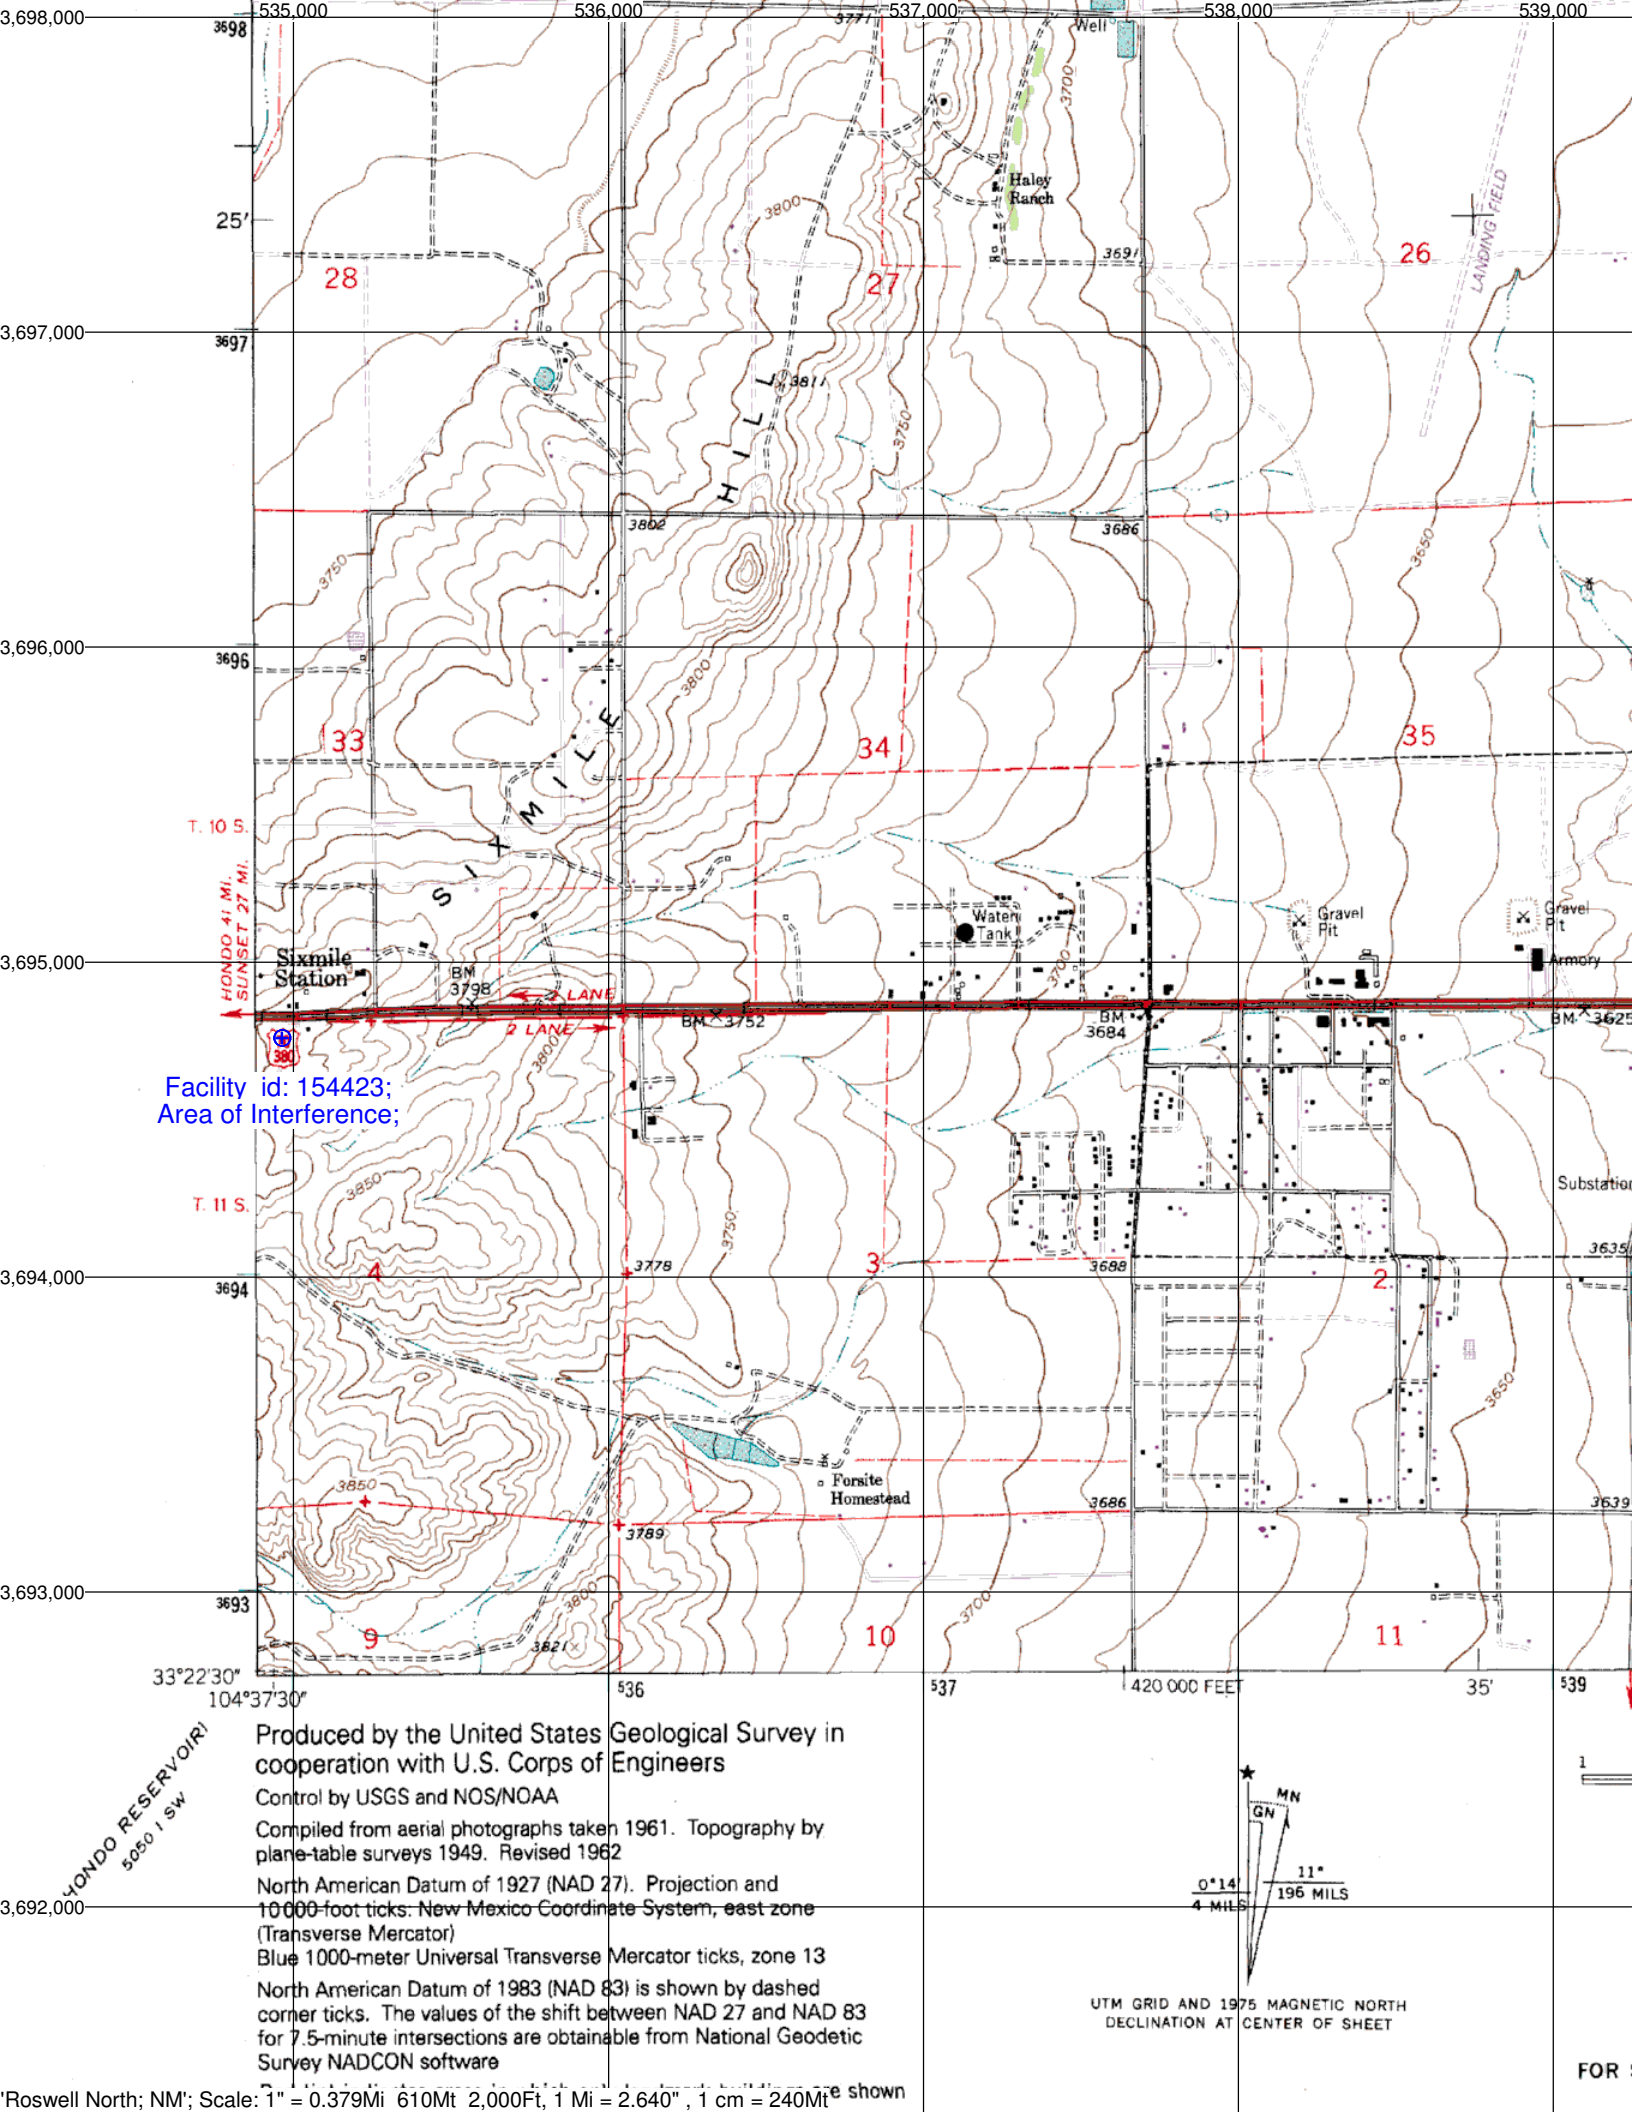 535,000 536,000 537,000 538,000 539,000
3,698,000
3698
3771
Well
3700
Haley
Ranch
3800
25′
LANDING FIELD
26
28
27
3691
3,697,000
3697
3811
HILL
3750
3802
3686
3750
3650
3,696,000
3696
3800
33
34
35
SIX MILE
T. 10 S.
HONDO 41 MI.
SUNSET 27 MI.
Water
Tank
Gravel
Pit
Gravel
Pit
3,695,000
Sixmile
Station
BM
3798
3700
Armory
2 LANE
2 LANE
BM 3752
BM
3684
BM 3625
380
3800
Facility id: 154423;
Area of Interference;
3850
T. 11 S.
3750
Substation
3635
3,694,000
3694
4
3778
3
3688
2
3650
3850
Forsite
Homestead
3686
3639
3789
3,693,000
3693
3800
3700
9
3821
10
11
33°22′30″
104°37′30″
536
537
420 000 FEET
35′
539
HONDO RESERVOIR
5050 I SW
Produced by the United States Geological Survey in
cooperation with U.S. Corps of Engineers
Control by USGS and NOS/NOAA
Compiled from aerial photographs taken 1961. Topography by
plane-table surveys 1949. Revised 1962
North American Datum of 1927 (NAD 27). Projection and
3,692,000
10000-foot ticks: New Mexico Coordinate System, east zone
(Transverse Mercator)
Blue 1000-meter Universal Transverse Mercator ticks, zone 13
North American Datum of 1983 (NAD 83) is shown by dashed
corner ticks. The values of the shift between NAD 27 and NAD 83
for 7.5-minute intersections are obtainable from National Geodetic
Survey NADCON software
are shown
1
★
MN
GN
0°14′
4 MILS
11°
196 MILS
UTM GRID AND 1975 MAGNETIC NORTH
DECLINATION AT CENTER OF SHEET
FOR
'Roswell North; NM'; Scale: 1" = 0.379Mi 610Mt 2,000Ft, 1 Mi = 2.640" , 1 cm = 240Mt